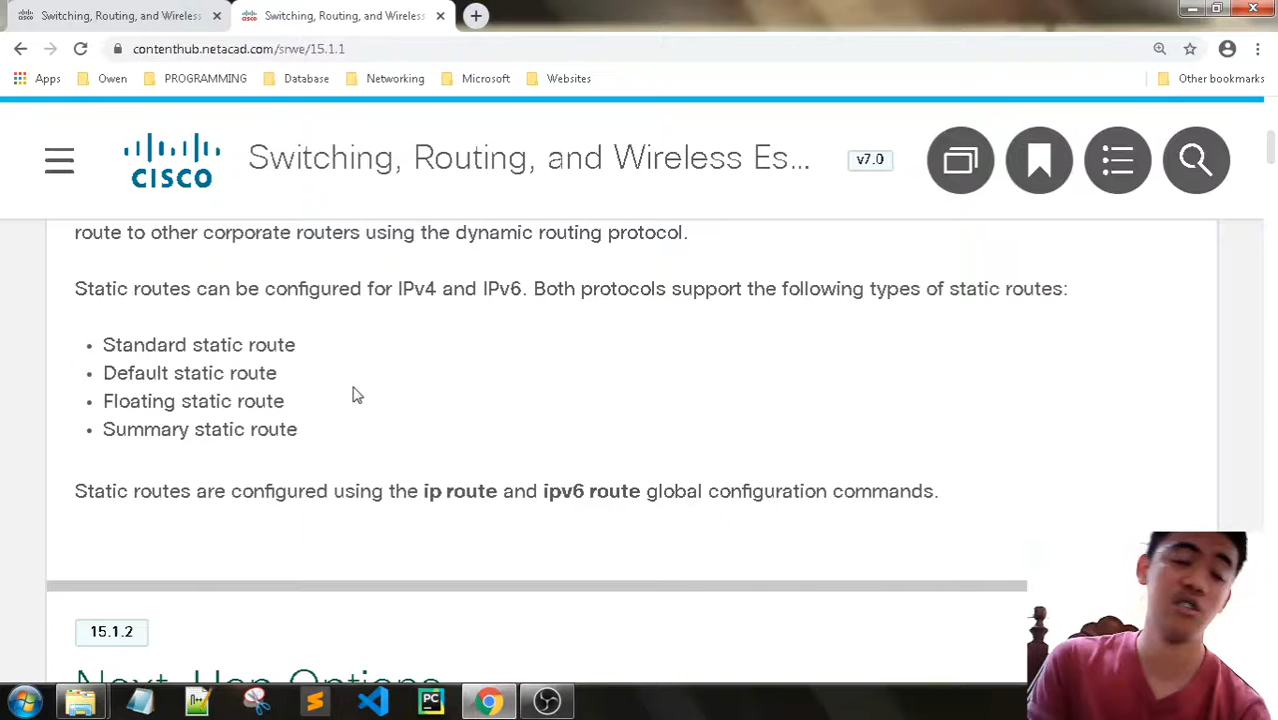 Switching, Routing, and Wireless
Switching, Routing, and Wireless
contenthub.netacad.com/srwe/15.1.1
Apps
Owen
PROGRAMMING
Database
Networking
Microsoft
Websites
Other bookmarks
CISCO
Switching, Routing, and Wireless Es...
v7.0
route to other corporate routers using the dynamic routing protocol.
Static routes can be configured for IPv4 and IPv6. Both protocols support the following types of static routes:
• Standard static route
• Default static route
• Floating static route
• Summary static route
Static routes are configured using the ip route and ipv6 route global configuration commands.
15.1.2
Next-Hop Options
PC